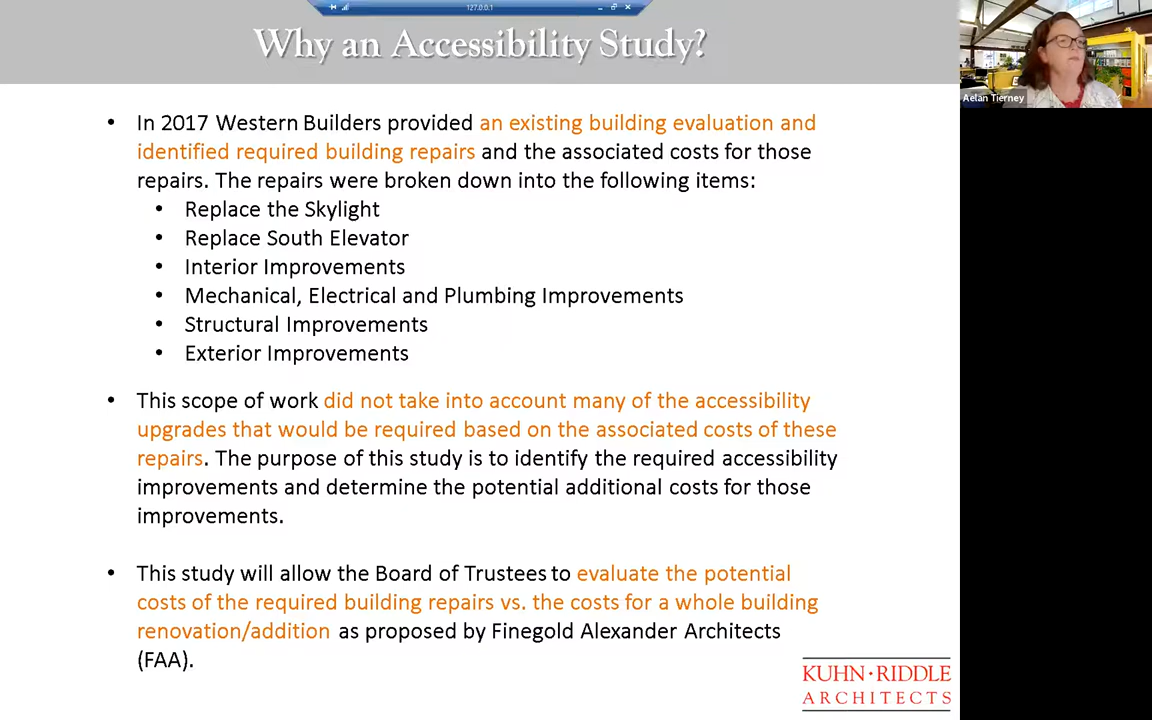 127.0.0.1
Why an Accessibility Study?
Aelan Tierney
• In 2017 Western Builders provided an existing building evaluation and
identified required building repairs and the associated costs for those
repairs. The repairs were broken down into the following items:
• Replace the Skylight
• Replace South Elevator
• Interior Improvements
• Mechanical, Electrical and Plumbing Improvements
• Structural Improvements
• Exterior Improvements
• This scope of work did not take into account many of the accessibility
upgrades that would be required based on the associated costs of these
repairs. The purpose of this study is to identify the required accessibility
improvements and determine the potential additional costs for those
improvements.
• This study will allow the Board of Trustees to evaluate the potential
costs of the required building repairs vs. the costs for a whole building
renovation/addition as proposed by Finegold Alexander Architects
(FAA).
KUHN • RIDDLE
ARCHITECTS